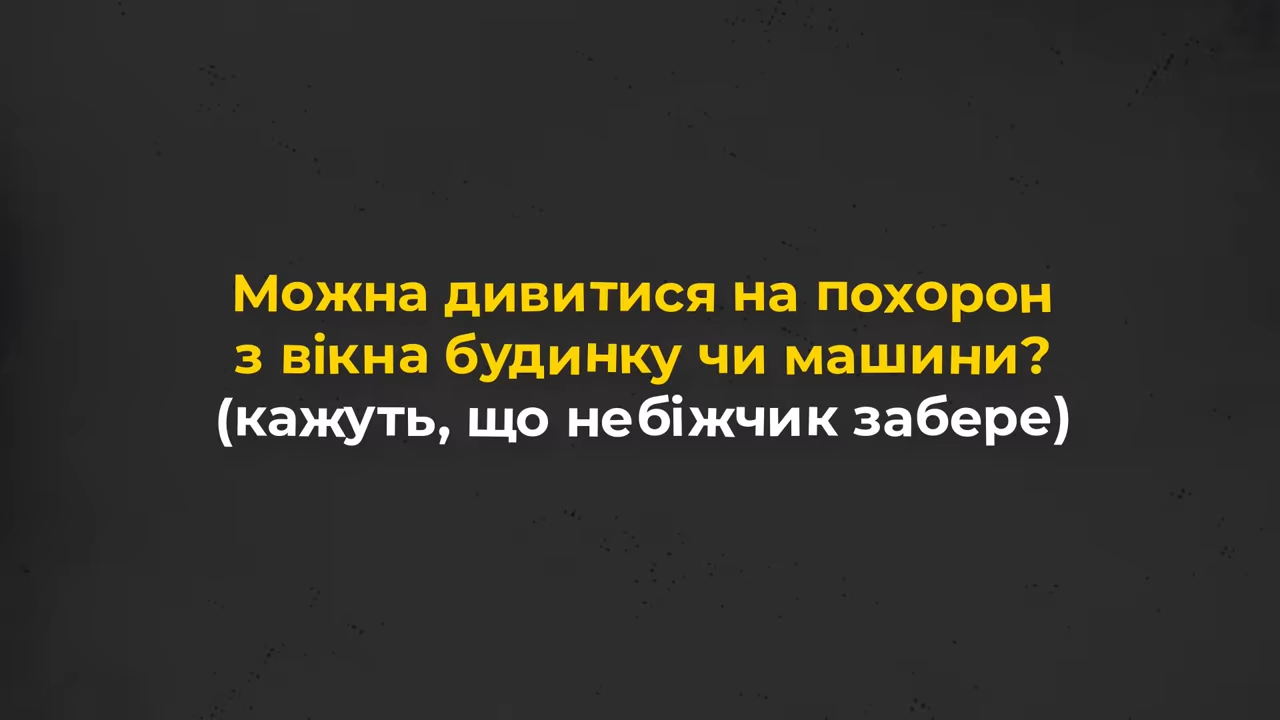 Можна дивитися на похорон
з вікна будинку чи машини?
(кажуть, що небіжчик забере)